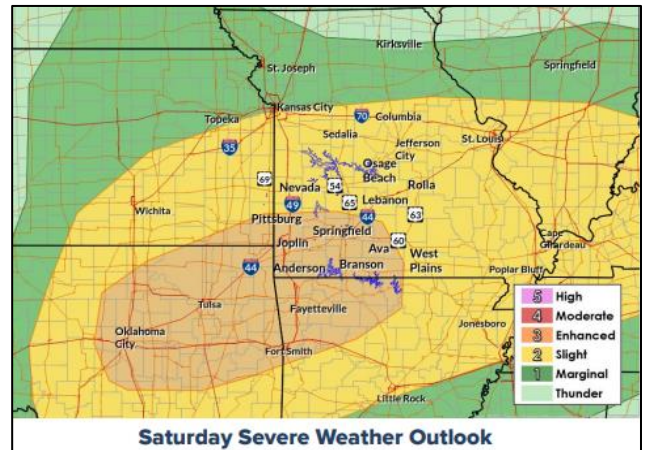 Kirksville
Springfield
St. Joseph
Kansas City
Topeka
70
Columbia
35
Sedalia
Jefferson
City
St. Louis
Osage
Beach
69
Nevada
54
Rolla
49
65
Lebanon
Wichita
Pittsburg
44
63
Springfield
Joplin
Ava
60
West
Plains
Cape
Girardeau
44
Anderson
Branson
Poplar Bluff
Tulsa
Fayetteville
Jonesboro
Oklahoma
City
Fort Smith
Little Rock
5 High
4 Moderate
3 Enhanced
2 Slight
1 Marginal
Thunder
Saturday Severe Weather Outlook